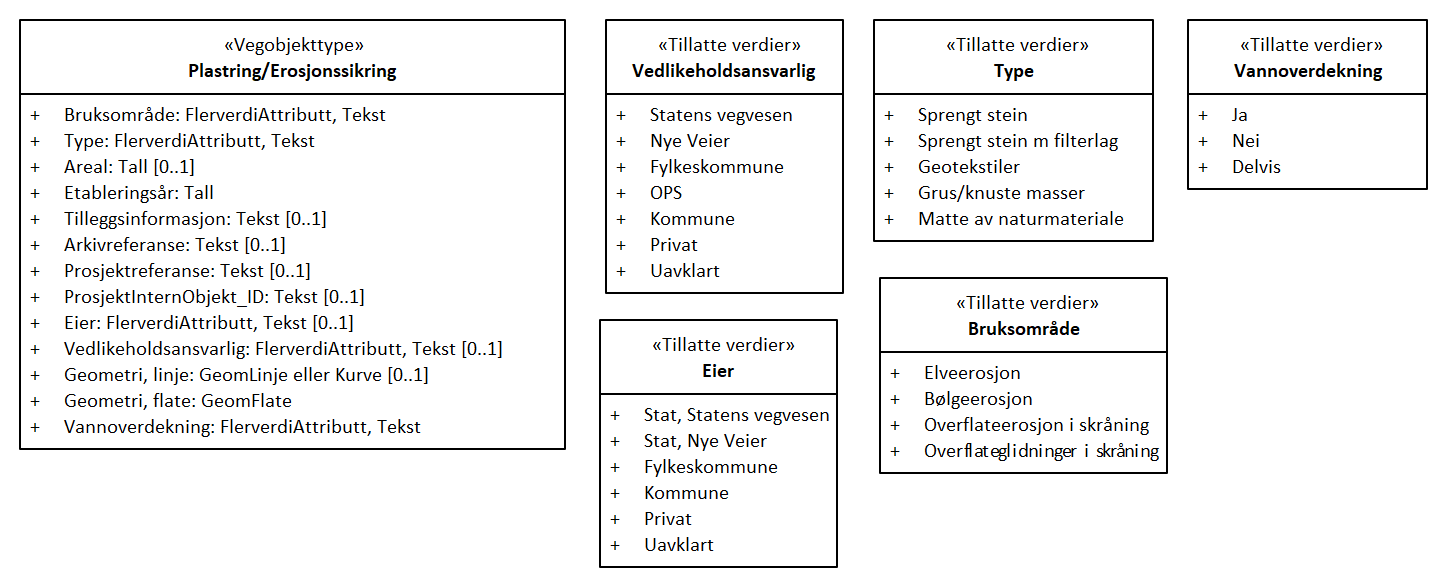 «Vegobjekttype»
Plastring/Erosjonssikring
+ Bruksområde: FlerverdiAttributt, Tekst
+ Type: FlerverdiAttributt, Tekst
+ Areal: Tall [0..1]
+ Etableringsår: Tall
+ Tilleggsinformasjon: Tekst [0..1]
+ Arkivreferanse: Tekst [0..1]
+ Prosjektreferanse: Tekst [0..1]
+ ProsjektInternObjekt_ID: Tekst [0..1]
+ Eier: FlerverdiAttributt, Tekst [0..1]
+ Vedlikeholdsansvarlig: FlerverdiAttributt, Tekst [0..1]
+ Geometri, linje: GeomLinje eller Kurve [0..1]
+ Geometri, flate: GeomFlate
+ Vannoverdekning: FlerverdiAttributt, Tekst
«Tillatte verdier»
Vedlikeholdsansvarlig
+ Statens vegvesen
+ Nye Veier
+ Fylkeskommune
+ OPS
+ Kommune
+ Privat
+ Uavklart
«Tillatte verdier»
Eier
+ Stat, Statens vegvesen
+ Stat, Nye Veier
+ Fylkeskommune
+ Kommune
+ Privat
+ Uavklart
«Tillatte verdier»
Type
+ Sprengt stein
+ Sprengt stein m filterlag
+ Geotekstiler
+ Grus/knuste masser
+ Matte av naturmateriale
«Tillatte verdier»
Bruksområde
+ Elveerosjon
+ Bølgeerosjon
+ Overflateerosjon i skråning
+ Overflateglidninger i skråning
«Tillatte verdier»
Vannoverdekning
+ Ja
+ Nei
+ Delvis